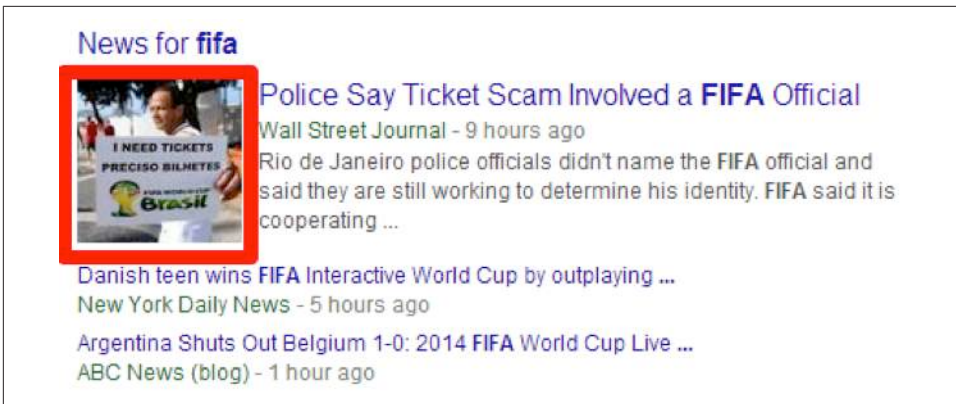 News for fifa
I NEED TICKETS
PRECISO BILHETES
FIFA WORLD CUP
Brasil
Police Say Ticket Scam Involved a FIFA Official
Wall Street Journal - 9 hours ago
Rio de Janeiro police officials didn't name the FIFA official and
said they are still working to determine his identity. FIFA said it is
cooperating ...
Danish teen wins FIFA Interactive World Cup by outplaying ...
New York Daily News - 5 hours ago
Argentina Shuts Out Belgium 1-0: 2014 FIFA World Cup Live ...
ABC News (blog) - 1 hour ago